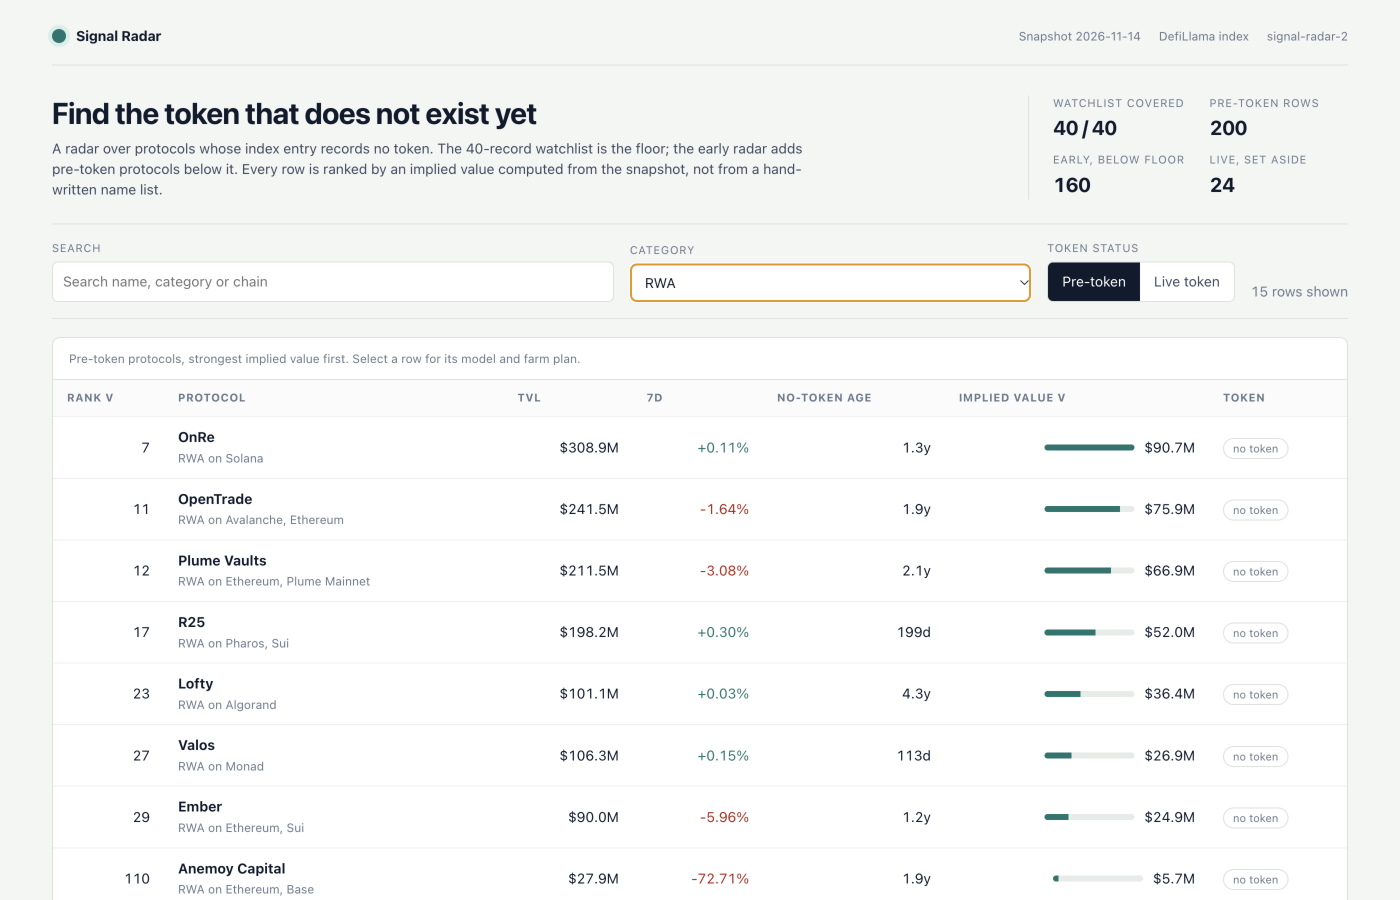 Signal Radar
Snapshot 2026-11-14 DefiLlama index signal-radar-2
Find the token that does not exist yet
A radar over protocols whose index entry records no token. The 40-record watchlist is the floor; the early radar adds
pre-token protocols below it. Every row is ranked by an implied value computed from the snapshot, not from a hand-
written name list.
WATCHLIST COVERED PRE-TOKEN ROWS
40 / 40 200
EARLY, BELOW FLOOR LIVE, SET ASIDE
160 24
SEARCH CATEGORY TOKEN STATUS
Search name, category or chain RWA Pre-token Live token 15 rows shown
Pre-token protocols, strongest implied value first. Select a row for its model and farm plan.
RANK V PROTOCOL TVL 7D NO-TOKEN AGE IMPLIED VALUE V TOKEN
7 OnRe $308.9M +0.11% 1.3y $90.7M no token
RWA on Solana
11 OpenTrade $241.5M -1.64% 1.9y $75.9M no token
RWA on Avalanche, Ethereum
12 Plume Vaults $211.5M -3.08% 2.1y $66.9M no token
RWA on Ethereum, Plume Mainnet
17 R25 $198.2M +0.30% 199d $52.0M no token
RWA on Pharos, Sui
23 Lofty $101.1M +0.03% 4.3y $36.4M no token
RWA on Algorand
27 Valos $106.3M +0.15% 113d $26.9M no token
RWA on Monad
29 Ember $90.0M -5.96% 1.2y $24.9M no token
RWA on Ethereum, Sui
110 Anemoy Capital $27.9M -72.71% 1.9y $5.7M no token
RWA on Ethereum, Base